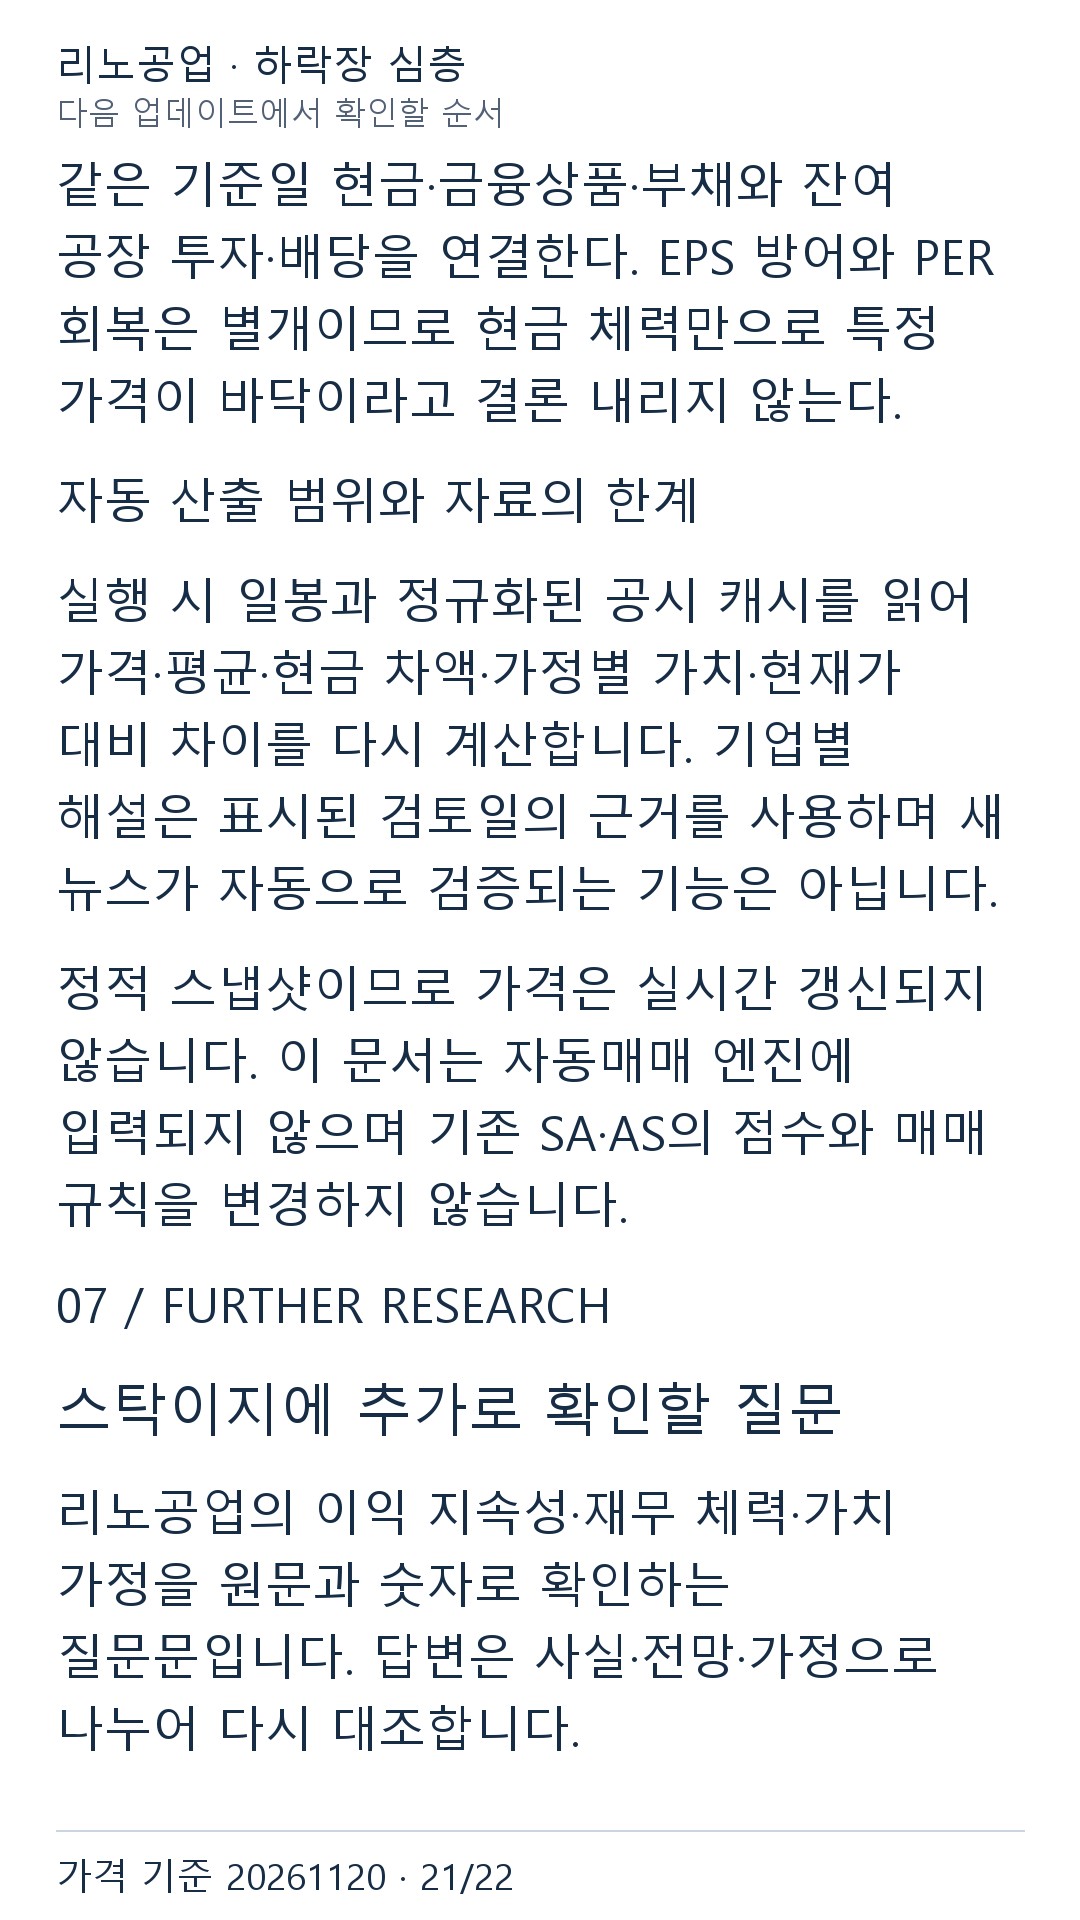 리노공업 · 하락장 심층
다음 업데이트에서 확인할 순서
같은 기준일 현금·금융상품·부채와 잔여
공장 투자·배당을 연결한다. EPS 방어와 PER
회복은 별개이므로 현금 체력만으로 특정
가격이 바닥이라고 결론 내리지 않는다.
자동 산출 범위와 자료의 한계
실행 시 일봉과 정규화된 공시 캐시를 읽어
가격·평균·현금 차액·가정별 가치·현재가
대비 차이를 다시 계산합니다. 기업별
해설은 표시된 검토일의 근거를 사용하며 새
뉴스가 자동으로 검증되는 기능은 아닙니다.
정적 스냅샷이므로 가격은 실시간 갱신되지
않습니다. 이 문서는 자동매매 엔진에
입력되지 않으며 기존 SA·AS의 점수와 매매
규칙을 변경하지 않습니다.
07 / FURTHER RESEARCH
스탁이지에 추가로 확인할 질문
리노공업의 이익 지속성·재무 체력·가치
가정을 원문과 숫자로 확인하는
질문문입니다. 답변은 사실·전망·가정으로
나누어 다시 대조합니다.
가격 기준 20261120 · 21/22